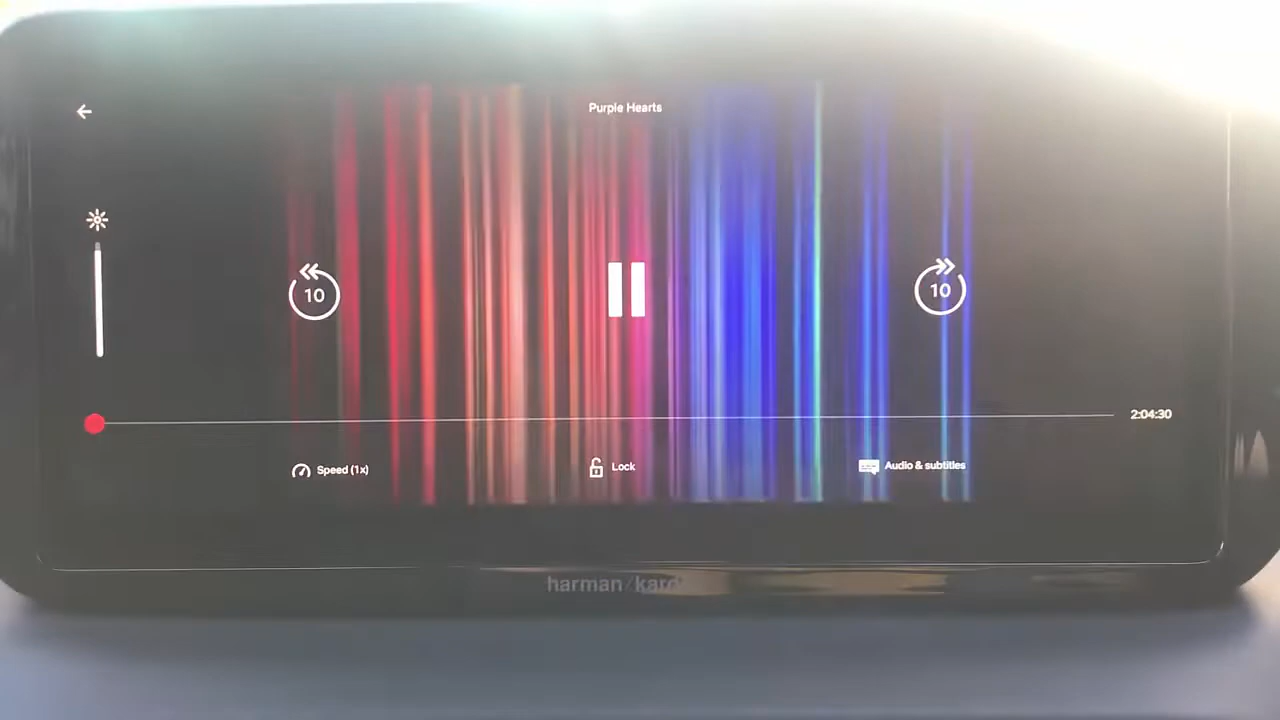 Purple Hearts
10
10
2:04:30
Speed (1x)
Lock
Audio & subtitles
harman/kard